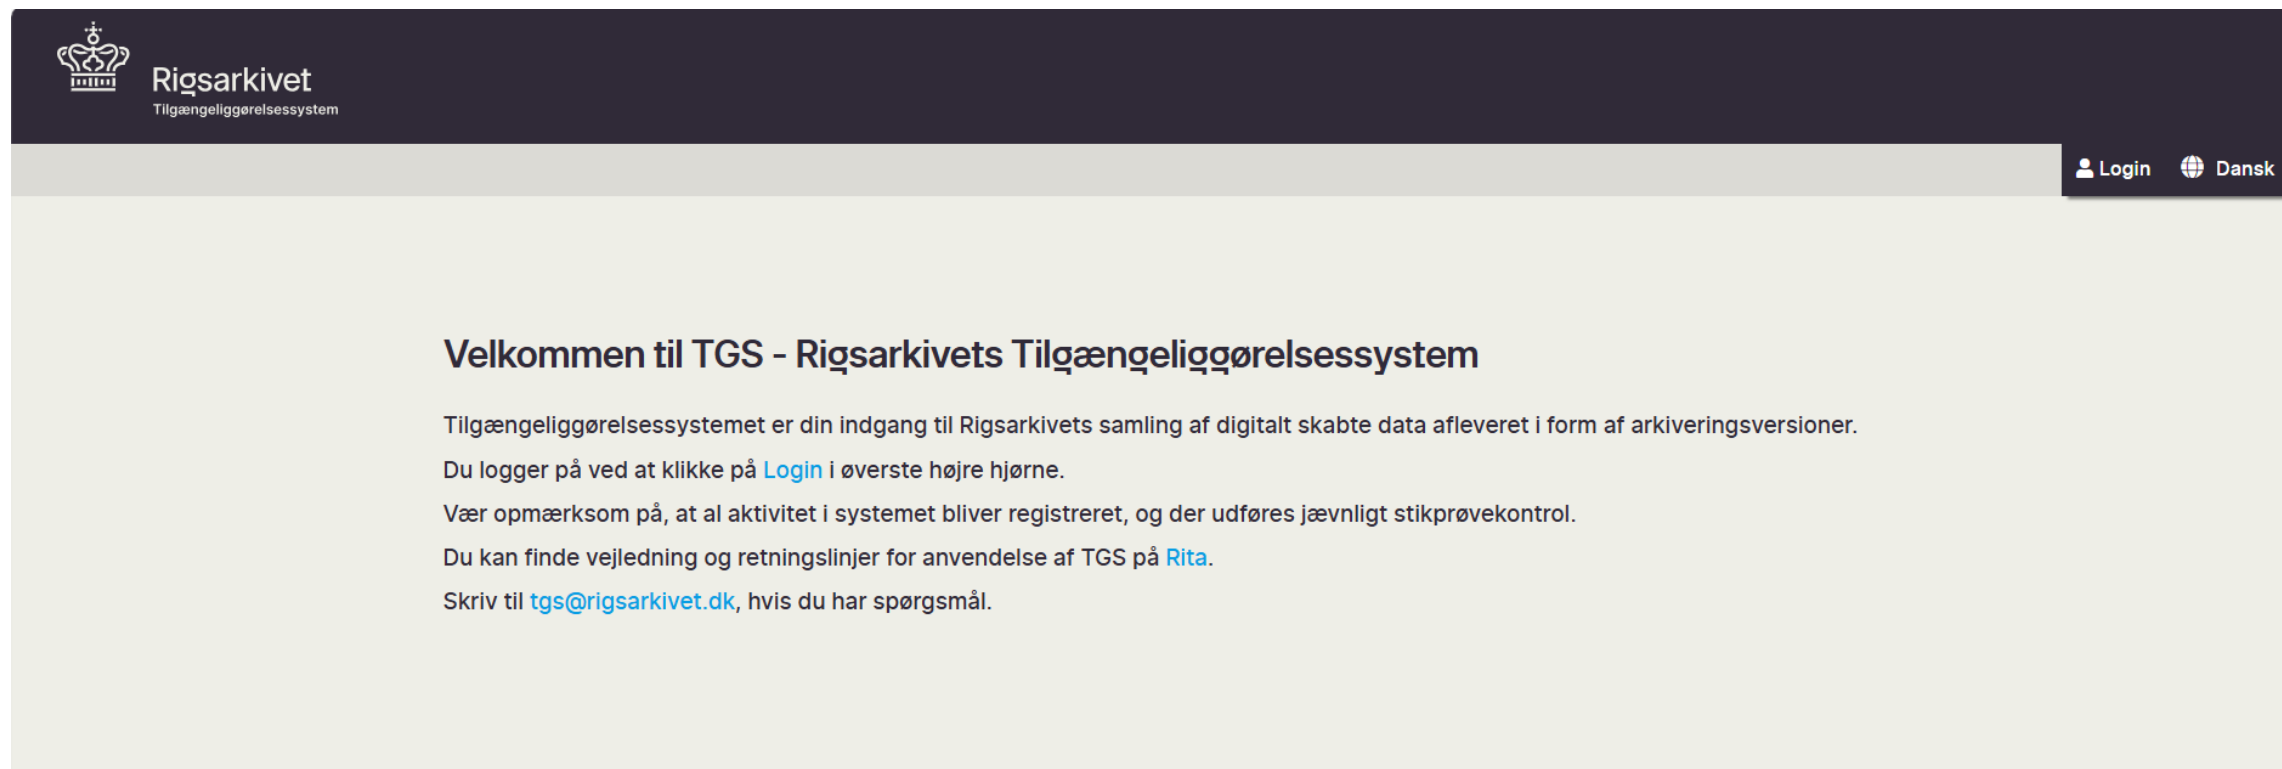 Rigsarkivet
Tilgængeliggørelsessystem
Login Dansk
Velkommen til TGS - Rigsarkivets Tilgængeliggørelsessystem
Tilgængeliggørelsessystemet er din indgang til Rigsarkivets samling af digitalt skabte data afleveret i form af arkiveringsversioner.
Du logger på ved at klikke på Login i øverste højre hjørne.
Vær opmærksom på, at al aktivitet i systemet bliver registreret, og der udføres jævnligt stikprøvekontrol.
Du kan finde vejledning og retningslinjer for anvendelse af TGS på Rita.
Skriv til tgs@rigsarkivet.dk, hvis du har spørgsmål.